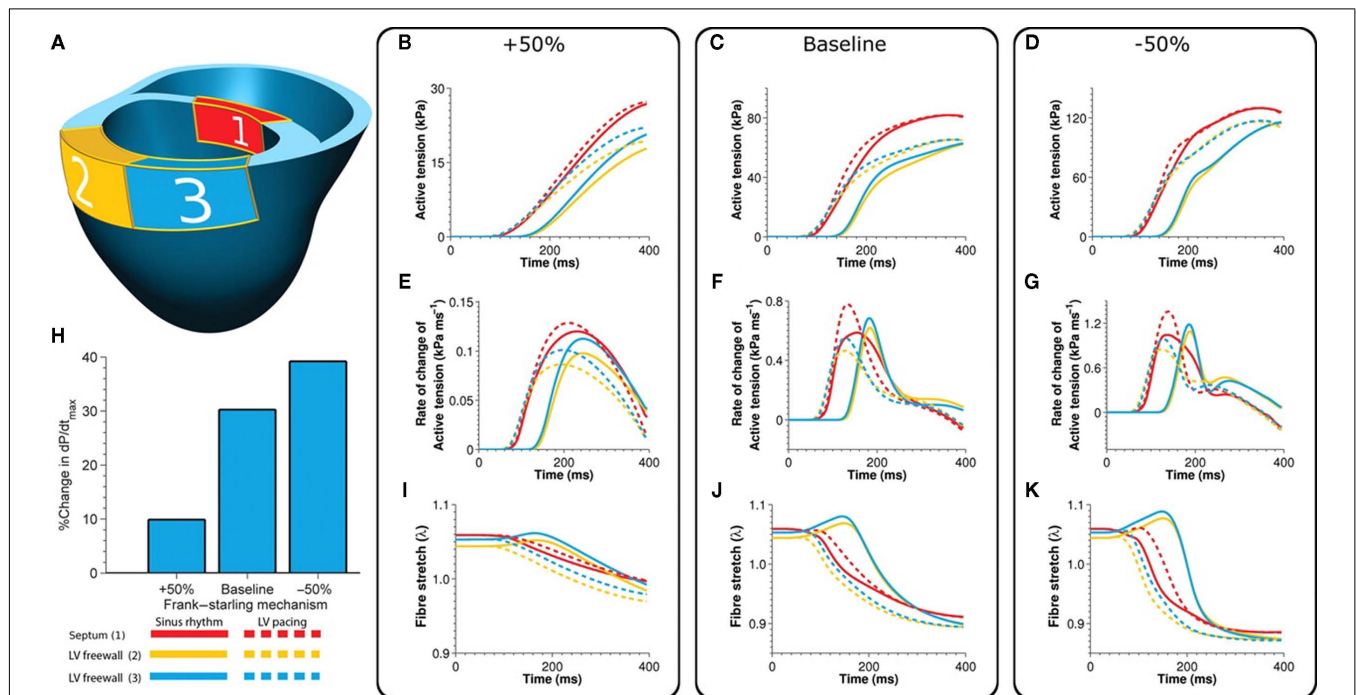 A
1
2
3
B
+50%
Active tension (kPa)
30
15
0
0 200 400
Time (ms)
C
Baseline
Active tension (kPa)
80
40
0
0 200 400
Time (ms)
D
-50%
Active tension (kPa)
120
60
0
0 200 400
Time (ms)
E
Rate of change of
Active tension (kPa ms⁻¹)
0.15
0.1
0.05
0
0 200 400
Time (ms)
F
Rate of change of
Active tension (kPa ms⁻¹)
0.8
0.4
0
0 200 400
Time (ms)
G
Rate of change of
Active tension (kPa ms⁻¹)
1.2
0.6
0
0 200 400
Time (ms)
H
%Change in dP/dtmax
40
30
20
10
0
+50% Baseline –50%
Frank–starling mechanism
Sinus rhythm LV pacing
Septum (1)
LV freewall (2)
LV freewall (3)
I
Fibre stretch (λ)
1.1
1.0
0.9
0 200 400
Time (ms)
J
Fibre stretch (λ)
1.1
1.0
0.9
0 200 400
Time (ms)
K
Fibre stretch (λ)
1.1
1.0
0.9
0 200 400
Time (ms)